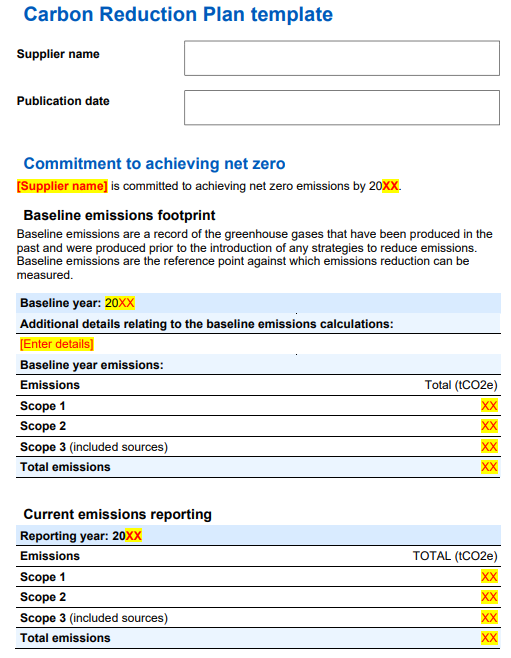 Carbon Reduction Plan template
Supplier name
Publication date
Commitment to achieving net zero
[Supplier name] is committed to achieving net zero emissions by 20XX.
Baseline emissions footprint
Baseline emissions are a record of the greenhouse gases that have been produced in the
past and were produced prior to the introduction of any strategies to reduce emissions.
Baseline emissions are the reference point against which emissions reduction can be
measured.
Baseline year: 20XX
Additional details relating to the baseline emissions calculations:
[Enter details]
Baseline year emissions:
Emissions Total (tCO2e)
Scope 1 XX
Scope 2 XX
Scope 3 (included sources) XX
Total emissions XX
Current emissions reporting
Reporting year: 20XX
Emissions TOTAL (tCO2e)
Scope 1 XX
Scope 2 XX
Scope 3 (included sources) XX
Total emissions XX